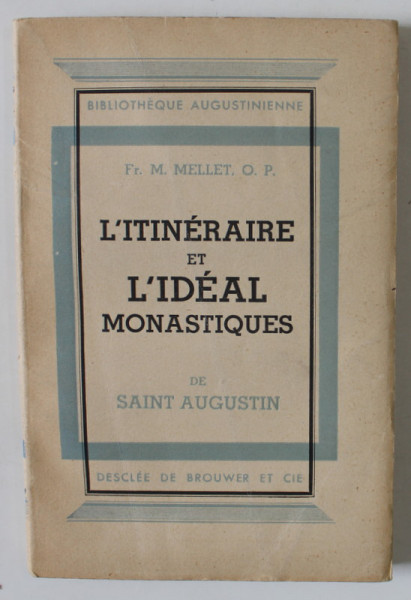 BIBLIOTHÈQUE AUGUSTINIENNE
Fr. M. MELLET, O. P.
L'ITINÉRAIRE
ET
L'IDÉAL
MONASTIQUES
DE
SAINT AUGUSTIN
DESCLÉE DE BROUWER ET CIE